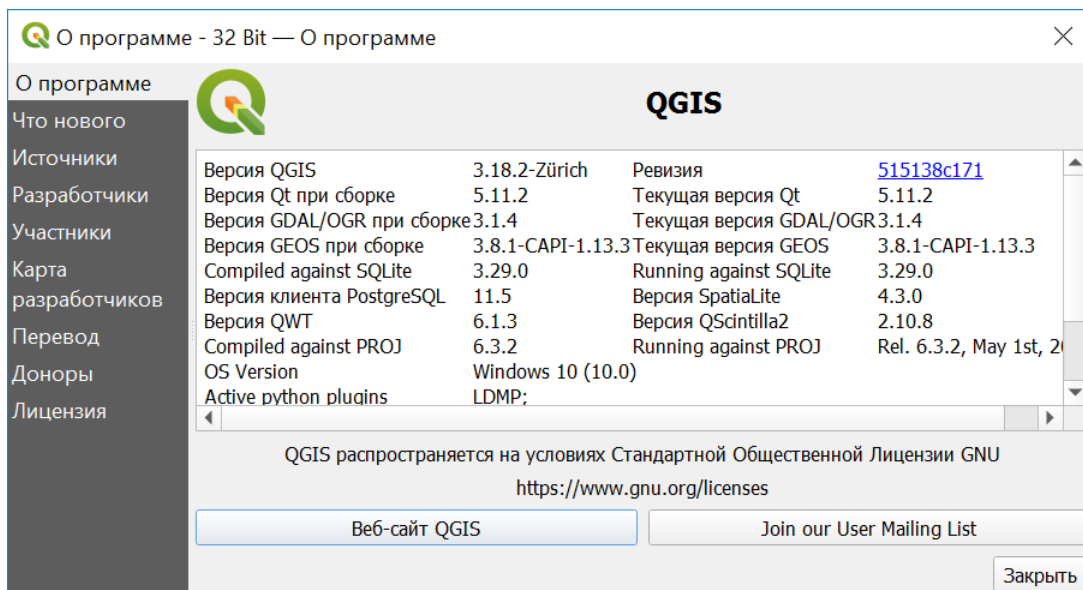 О программе - 32 Bit — О программе
О программе
Что нового
Источники
Разработчики
Участники
Карта
разработчиков
Перевод
Доноры
Лицензия
QGIS
Версия QGIS 3.18.2-Zürich Ревизия 515138c171
Версия Qt при сборке 5.11.2 Текущая версия Qt 5.11.2
Версия GDAL/OGR при сборке 3.1.4 Текущая версия GDAL/OGR 3.1.4
Версия GEOS при сборке 3.8.1-CAPI-1.13.3 Текущая версия GEOS 3.8.1-CAPI-1.13.3
Compiled against SQLite 3.29.0 Running against SQLite 3.29.0
Версия клиента PostgreSQL 11.5 Версия SpatiaLite 4.3.0
Версия QWT 6.1.3 Версия QScintilla2 2.10.8
Compiled against PROJ 6.3.2 Running against PROJ Rel. 6.3.2, May 1st,
OS Version Windows 10 (10.0)
Active python plugins LDMP;
QGIS распространяется на условиях Стандартной Общественной Лицензии GNU
https://www.gnu.org/licenses
Веб-сайт QGIS Join our User Mailing List
Закрыть